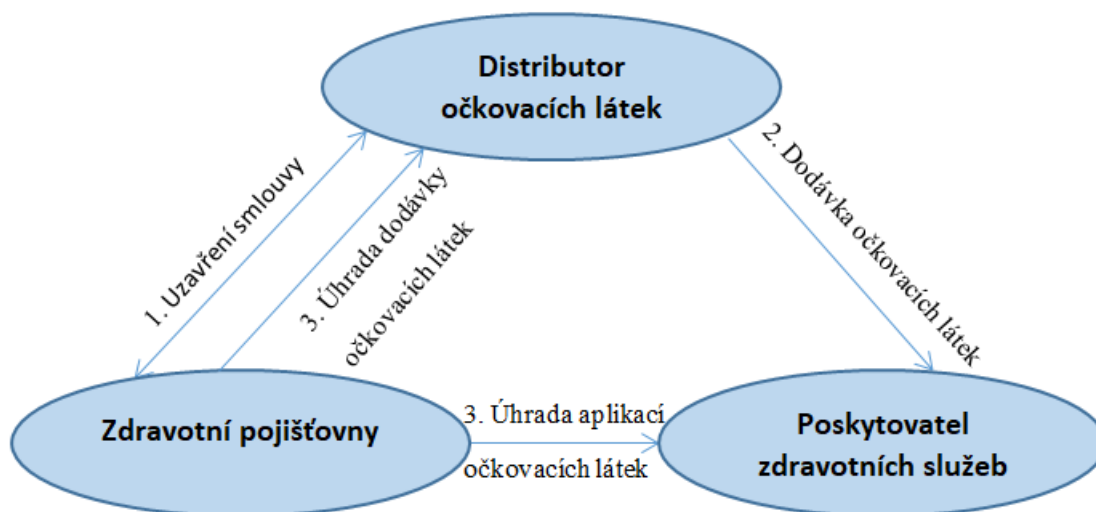 Distributor
očkovacích látek
1. Uzavření smlouvy
3. Úhrada dodávky
očkovacích látek
2. Dodávka očkovacích látek
Zdravotní pojišťovny
3. Úhrada aplikací
očkovacích látek
Poskytovatel
zdravotních služeb